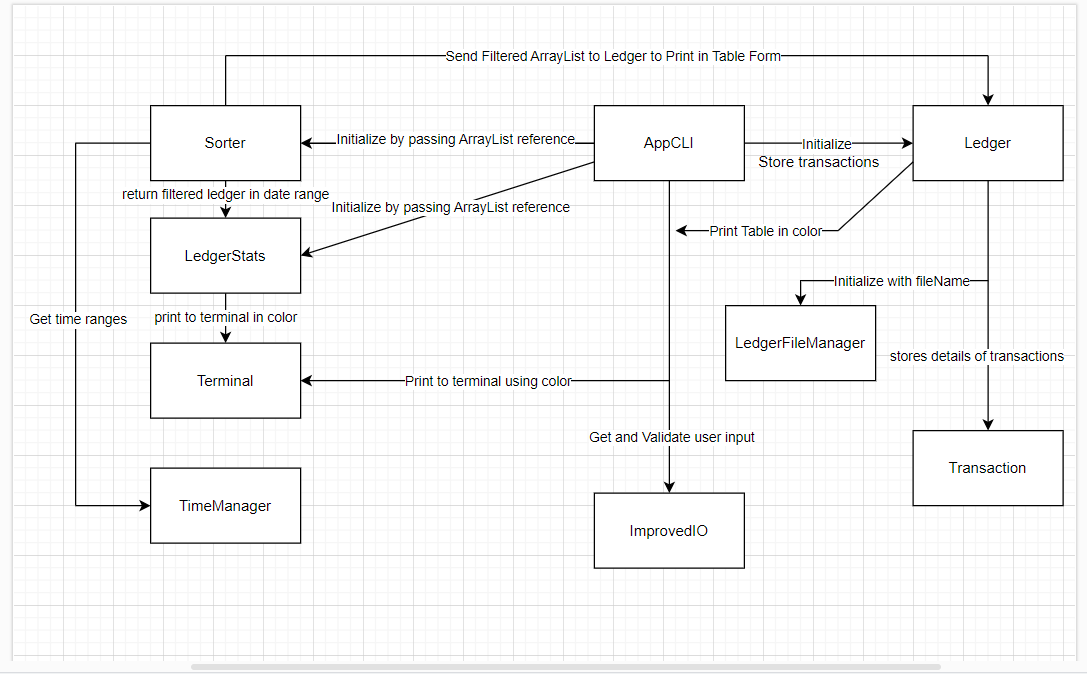 Send Filtered ArrayList to Ledger to Print in Table Form
Sorter
Initialize by passing ArrayList reference
AppCLI
Initialize
Store transactions
Ledger
return filtered ledger in date range
Initialize by passing ArrayList reference
Print Table in color
LedgerStats
Initialize with fileName
Get time ranges
print to terminal in color
LedgerFileManager
stores details of transactions
Terminal
Print to terminal using color
Get and Validate user input
Transaction
TimeManager
ImprovedIO